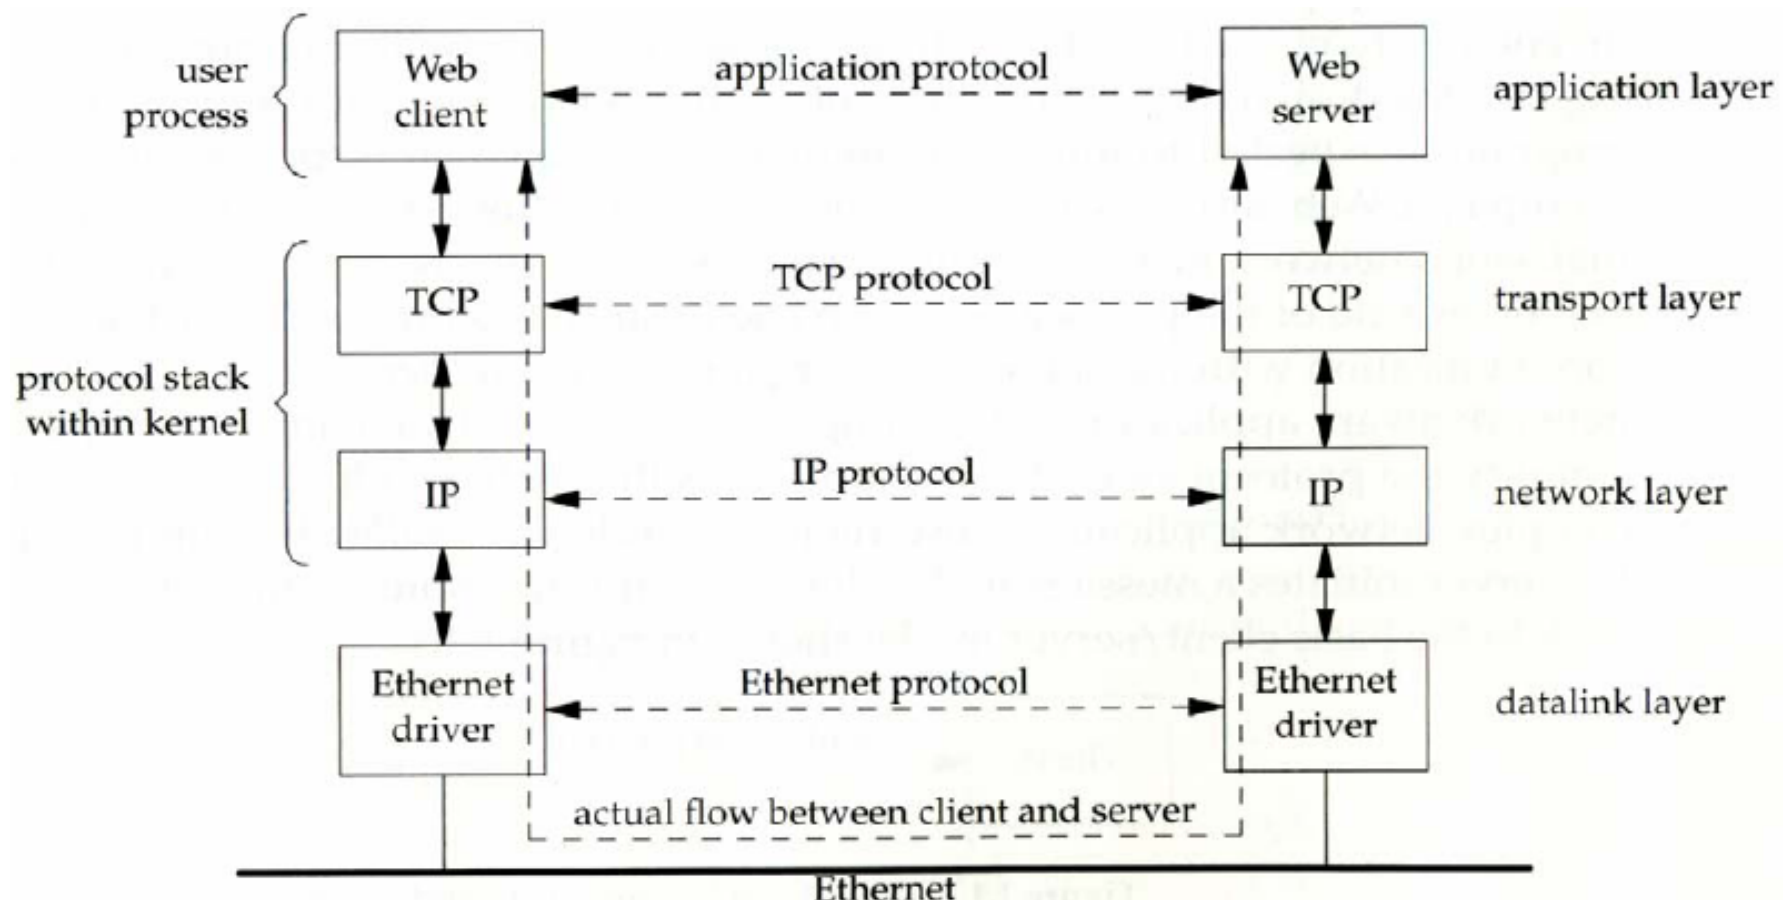 user
process
Web
client
application protocol
Web
server
application layer
TCP
TCP protocol
TCP
transport layer
protocol stack
within kernel
IP
IP protocol
IP
network layer
Ethernet
driver
Ethernet protocol
Ethernet
driver
datalink layer
actual flow between client and server
Ethernet